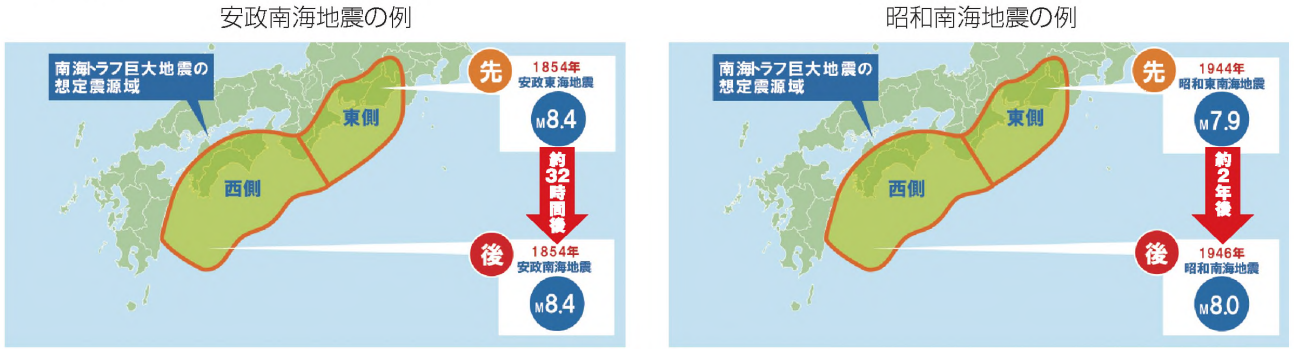 安政南海地震の例
南海トラフ巨大地震の
想定震源域
東側
西側
先
1854年
安政東海地震
M8.4
約32時間後
後
1854年
安政南海地震
M8.4
昭和南海地震の例
南海トラフ巨大地震の
想定震源域
東側
西側
先
1944年
昭和東南海地震
M7.9
約2年後
後
1946年
昭和南海地震
M8.0